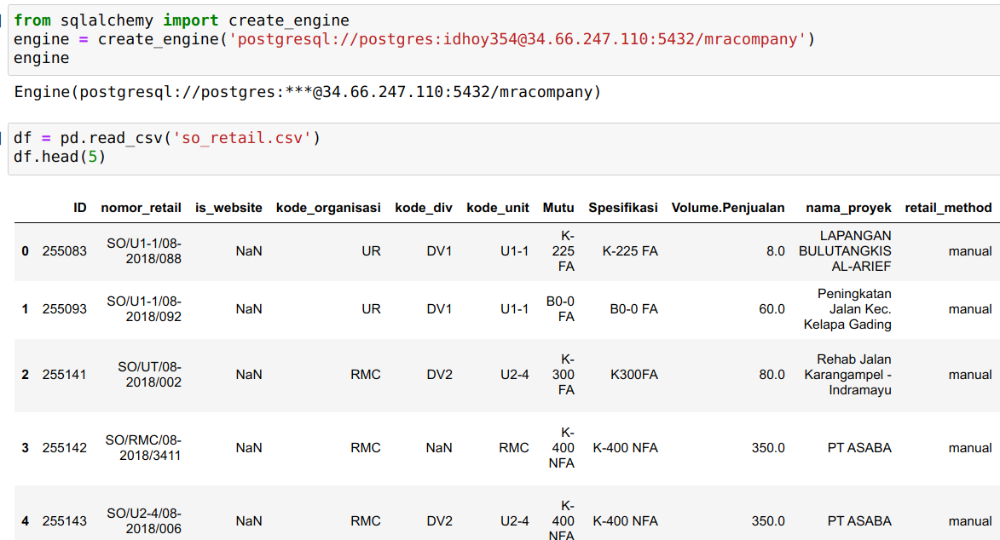 from sqlalchemy import create_engine
engine = create_engine('postgresql://postgres:idhoy354@34.66.247.110:5432/mracompany')
engine
Engine(postgresql://postgres:***@34.66.247.110:5432/mracompany)
df = pd.read_csv('so_retail.csv')
df.head(5)
ID nomor_retail is_website kode_organisasi kode_div kode_unit Mutu Spesifikasi Volume.Penjualan nama_proyek retail_method
0 255083 SO/U1-1/08-2018/088 NaN UR DV1 U1-1 K-225 FA K-225 FA 8.0 LAPANGAN BULUTANGKIS AL-ARIEF manual
1 255093 SO/U1-1/08-2018/092 NaN UR DV1 U1-1 B0-0 FA B0-0 FA 60.0 Peningkatan Jalan Kec. Kelapa Gading manual
2 255141 SO/UT/08-2018/002 NaN RMC DV2 U2-4 K-300 FA K300FA 80.0 Rehab Jalan Karangampel - Indramayu manual
3 255142 SO/RMC/08-2018/3411 NaN RMC NaN RMC K-400 NFA K-400 NFA 350.0 PT ASABA manual
4 255143 SO/U2-4/08-2018/006 NaN RMC DV2 U2-4 K-400 NFA K-400 NFA 350.0 PT ASABA manual